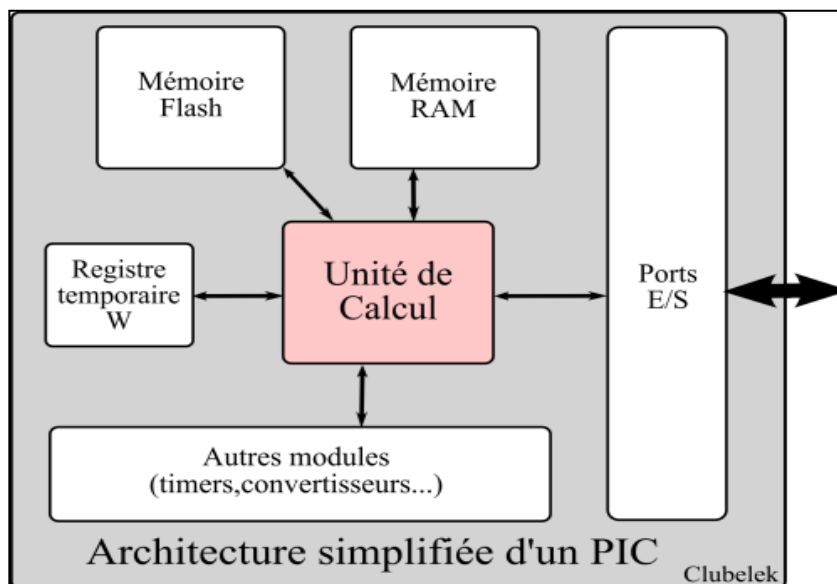 Mémoire
Flash
Mémoire
RAM
Registre
temporaire
W
Unité de
Calcul
Ports
E/S
Autres modules
(timers,convertisseurs...)
Architecture simplifiée d'un PIC
Clubelek